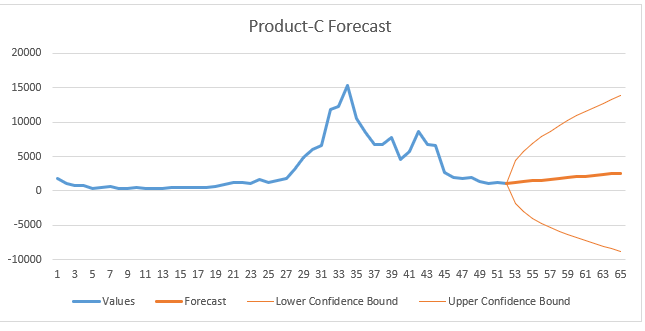 Product-C Forecast
20000
15000
10000
5000
0
-5000
-10000
1 3 5 7 9 11 13 15 17 19 21 23 25 27 29 31 33 35 37 39 41 43 45 47 49 51 53 55 57 59 61 63 65
Values Forecast Lower Confidence Bound Upper Confidence Bound